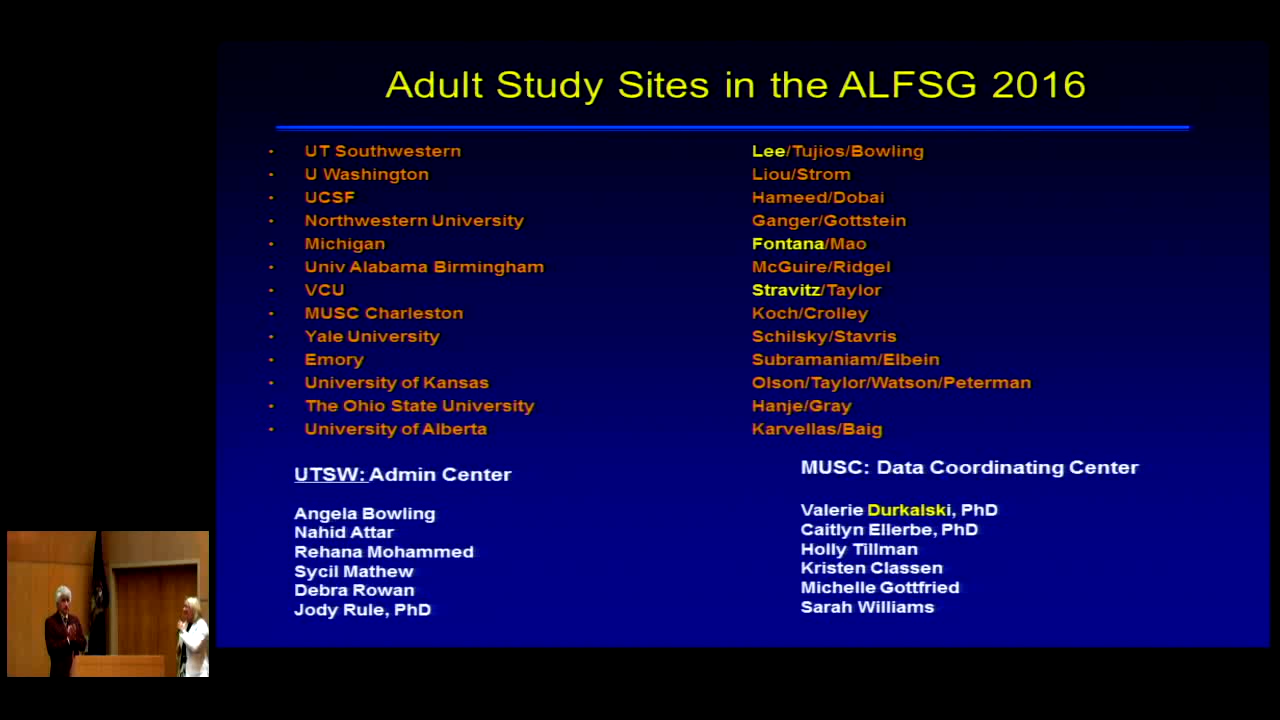 Adult Study Sites in the ALFSG 2016
• UT Southwestern Lee/Tujios/Bowling
• U Washington Liou/Strom
• UCSF Hameed/Dobai
• Northwestern University Ganger/Gottstein
• Michigan Fontana/Mao
• Univ Alabama Birmingham McGuire/Ridgel
• VCU Stravitz/Taylor
• MUSC Charleston Koch/Crolley
• Yale University Schilsky/Stavris
• Emory Subramaniam/Elbein
• University of Kansas Olson/Taylor/Watson/Peterman
• The Ohio State University Hanje/Gray
• University of Alberta Karvellas/Baig
UTSW: Admin Center
Angela Bowling
Nahid Attar
Rehana Mohammed
Sycil Mathew
Debra Rowan
Jody Rule, PhD
MUSC: Data Coordinating Center
Valerie Durkalski, PhD
Caitlyn Ellerbe, PhD
Holly Tillman
Kristen Classen
Michelle Gottfried
Sarah Williams